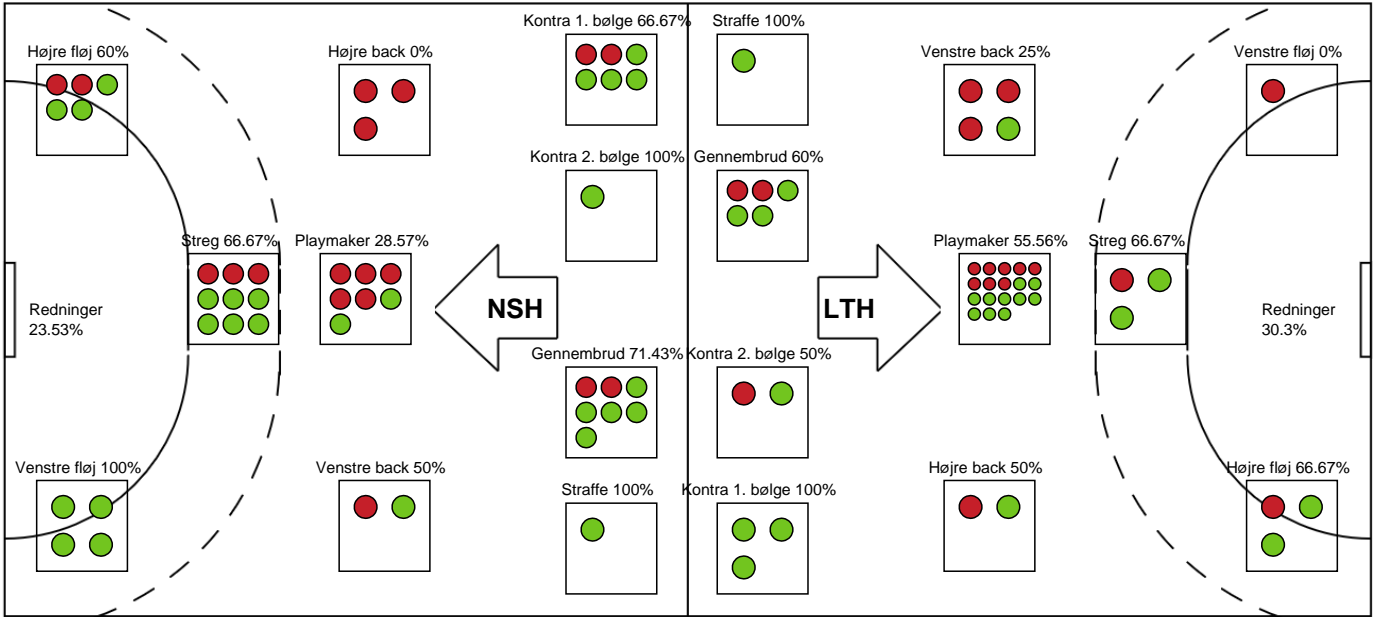 Kontra 1. bølge 66.67%
Straffe 100%
Højre fløj 60%
Højre back 0%
Venstre back 25%
Venstre fløj 0%
Kontra 2. bølge 100%
Gennembrud 60%
Streg 66.67%
Playmaker 28.57%
Playmaker 55.56%
Streg 66.67%
Redninger
23.53%
NSH
LTH
Redninger
30.3%
Gennembrud 71.43%
Kontra 2. bølge 50%
Venstre fløj 100%
Venstre back 50%
Straffe 100%
Kontra 1. bølge 100%
Højre back 50%
Højre fløj 66.67%